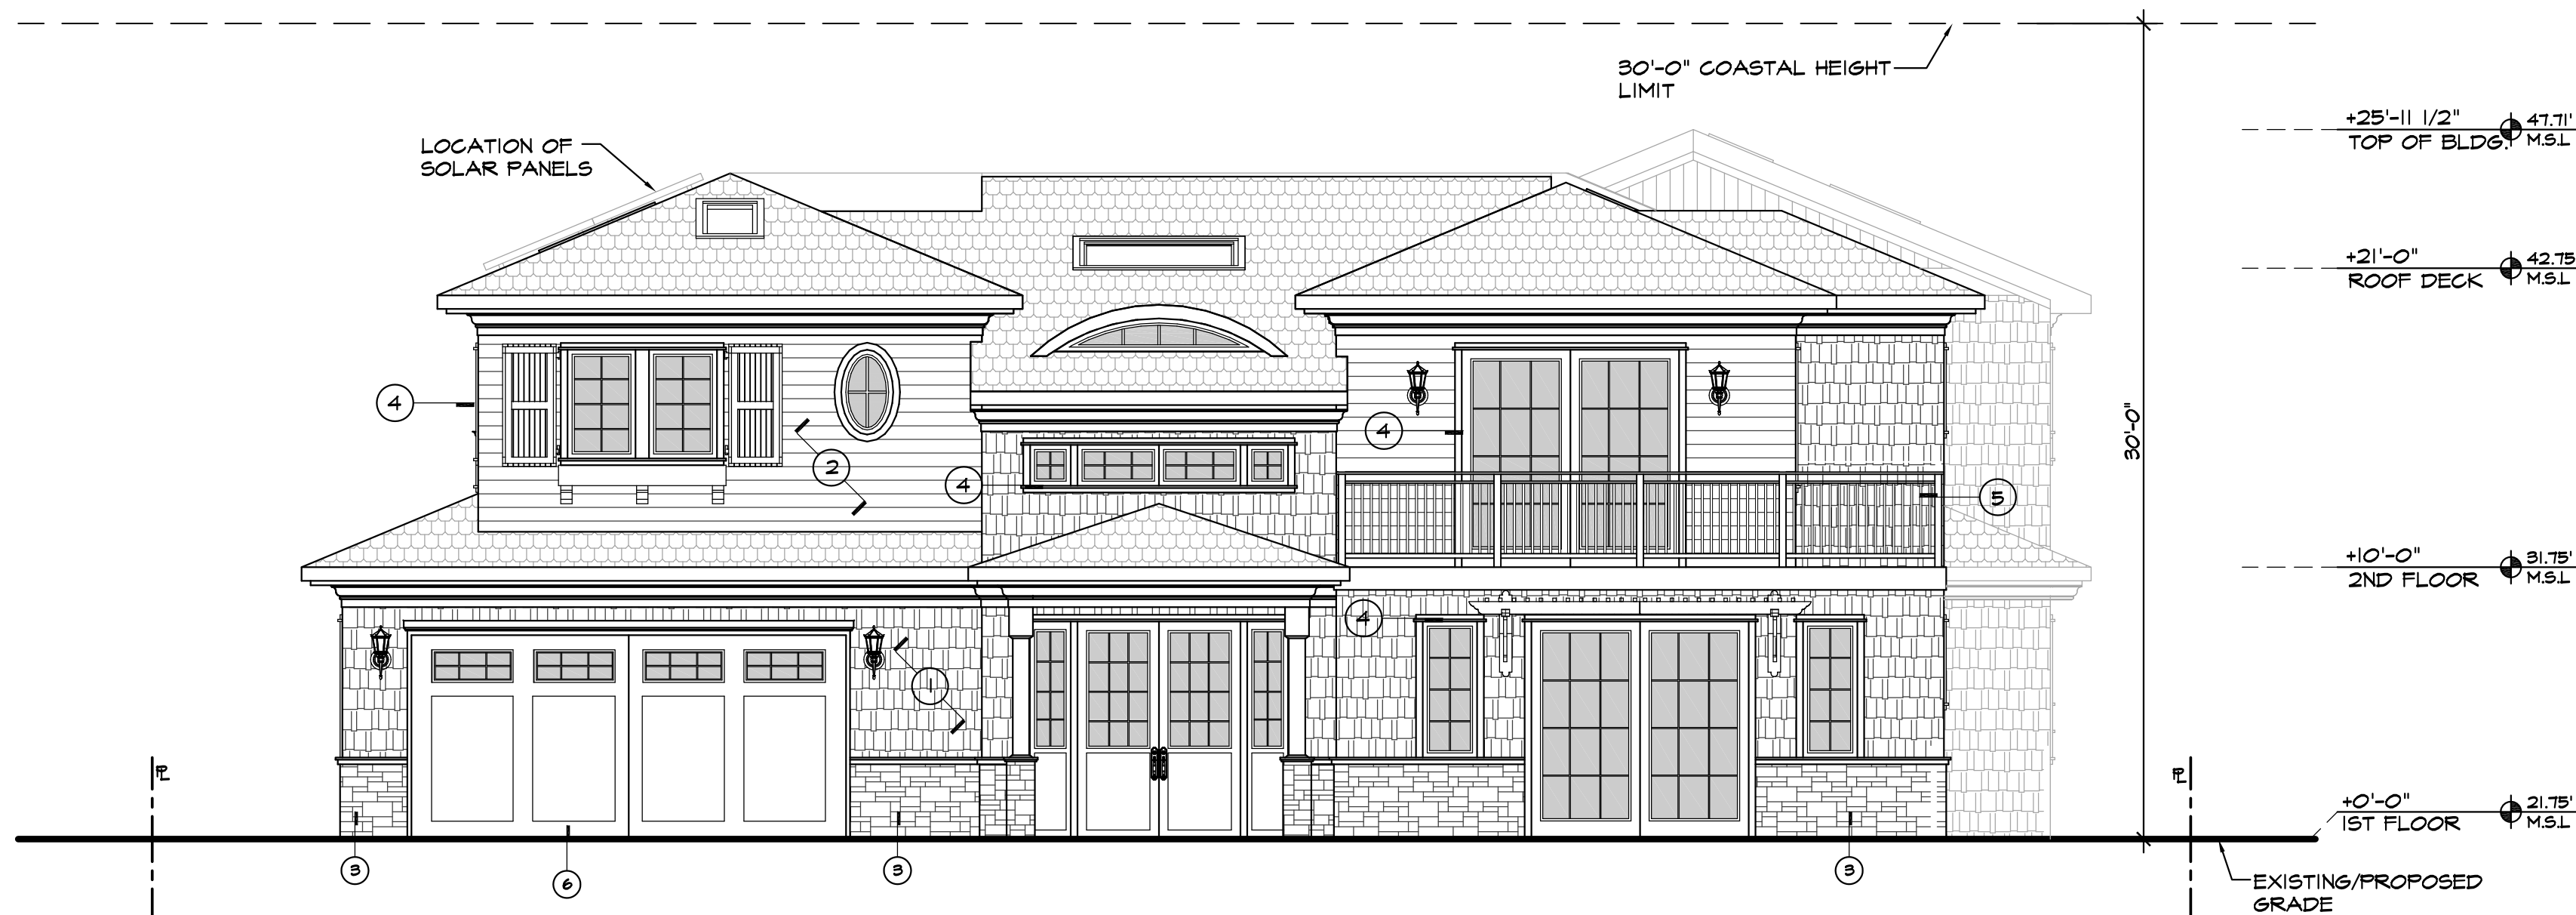 30'-0" COASTAL HEIGHT
LIMIT
+25'-11 1/2"
TOP OF BLDG.
47.71'
M.S.L
LOCATION OF
SOLAR PANELS
+21'-0"
ROOF DECK
42.75
M.S.L
4
2
4
4
5
30'-0"
+10'-0"
2ND FLOOR
31.75'
M.S.L
4
1
PL
PL
+0'-0"
1ST FLOOR
21.75'
M.S.L
3
6
3
3
EXISTING/PROPOSED
GRADE